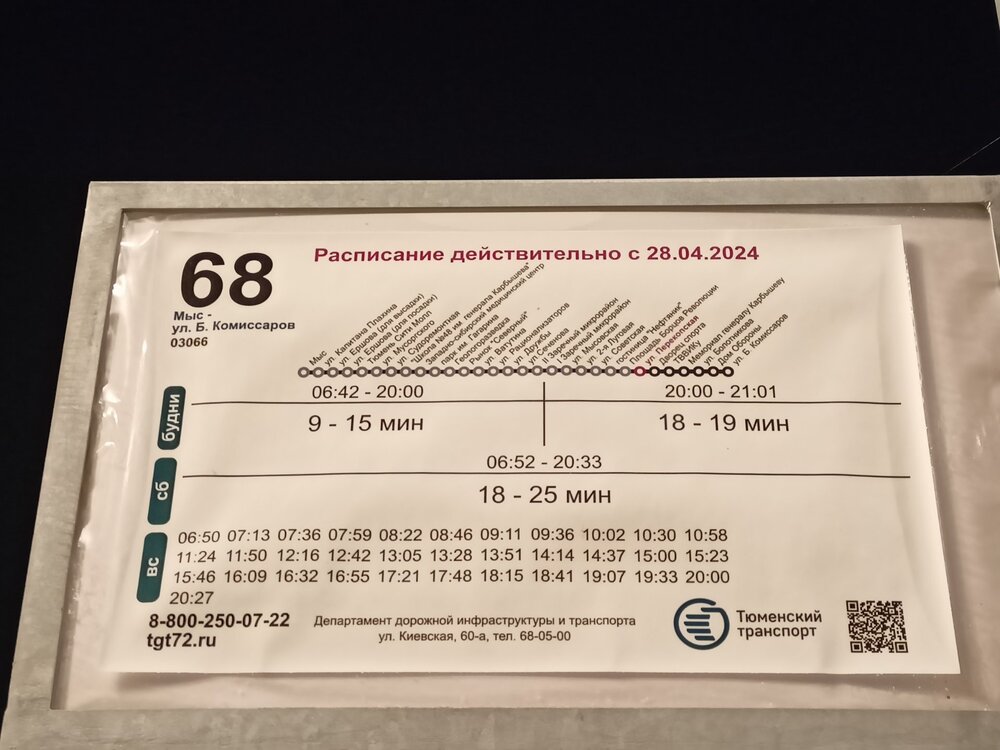 68
Мыс -
ул. Б. Комиссаров
03066
Расписание действительно с 28.04.2024
Мыс
ул. Капитана Плахина
ул. Ершова (для высадки)
ул. Ершова (для посадки)
Тюмень Сити Молл
ул. Мусоргского
ул. Судоремонтная
"Школа №48 им. генерала Карбышева"
Западно-сибирский медицинский центр
парк им. Гагарина
Геологоразведка
Рынок "Северный"
ул. Ватутина
ул. Рационализаторов
ул. Дружбы
ул. Сеченова
3 Заречный микрорайон
2 Заречный микрорайон
ул. Мысовская
ул. 2-я Луговая
ул. Советская
гостиница "Нефтяник"
Площадь Борцов Революции
ул. Перекопская
Дворец спорта
ТВВИКУ
Мемориал генералу Карбышеву
ул. Болотникова
Дом Обороны
ул. Б. Комиссаров
будни
06:42 - 20:00 20:00 - 21:01
9 - 15 мин 18 - 19 мин
сб
06:52 - 20:33
18 - 25 мин
вс
06:50 07:13 07:36 07:59 08:22 08:46 09:11 09:36 10:02 10:30 10:58
11:24 11:50 12:16 12:42 13:05 13:28 13:51 14:14 14:37 15:00 15:23
15:46 16:09 16:32 16:55 17:21 17:48 18:15 18:41 19:07 19:33 20:00
20:27
8-800-250-07-22
tgt72.ru
Департамент дорожной инфраструктуры и транспорта
ул. Киевская, 60-а, тел. 68-05-00
Тюменский
транспорт